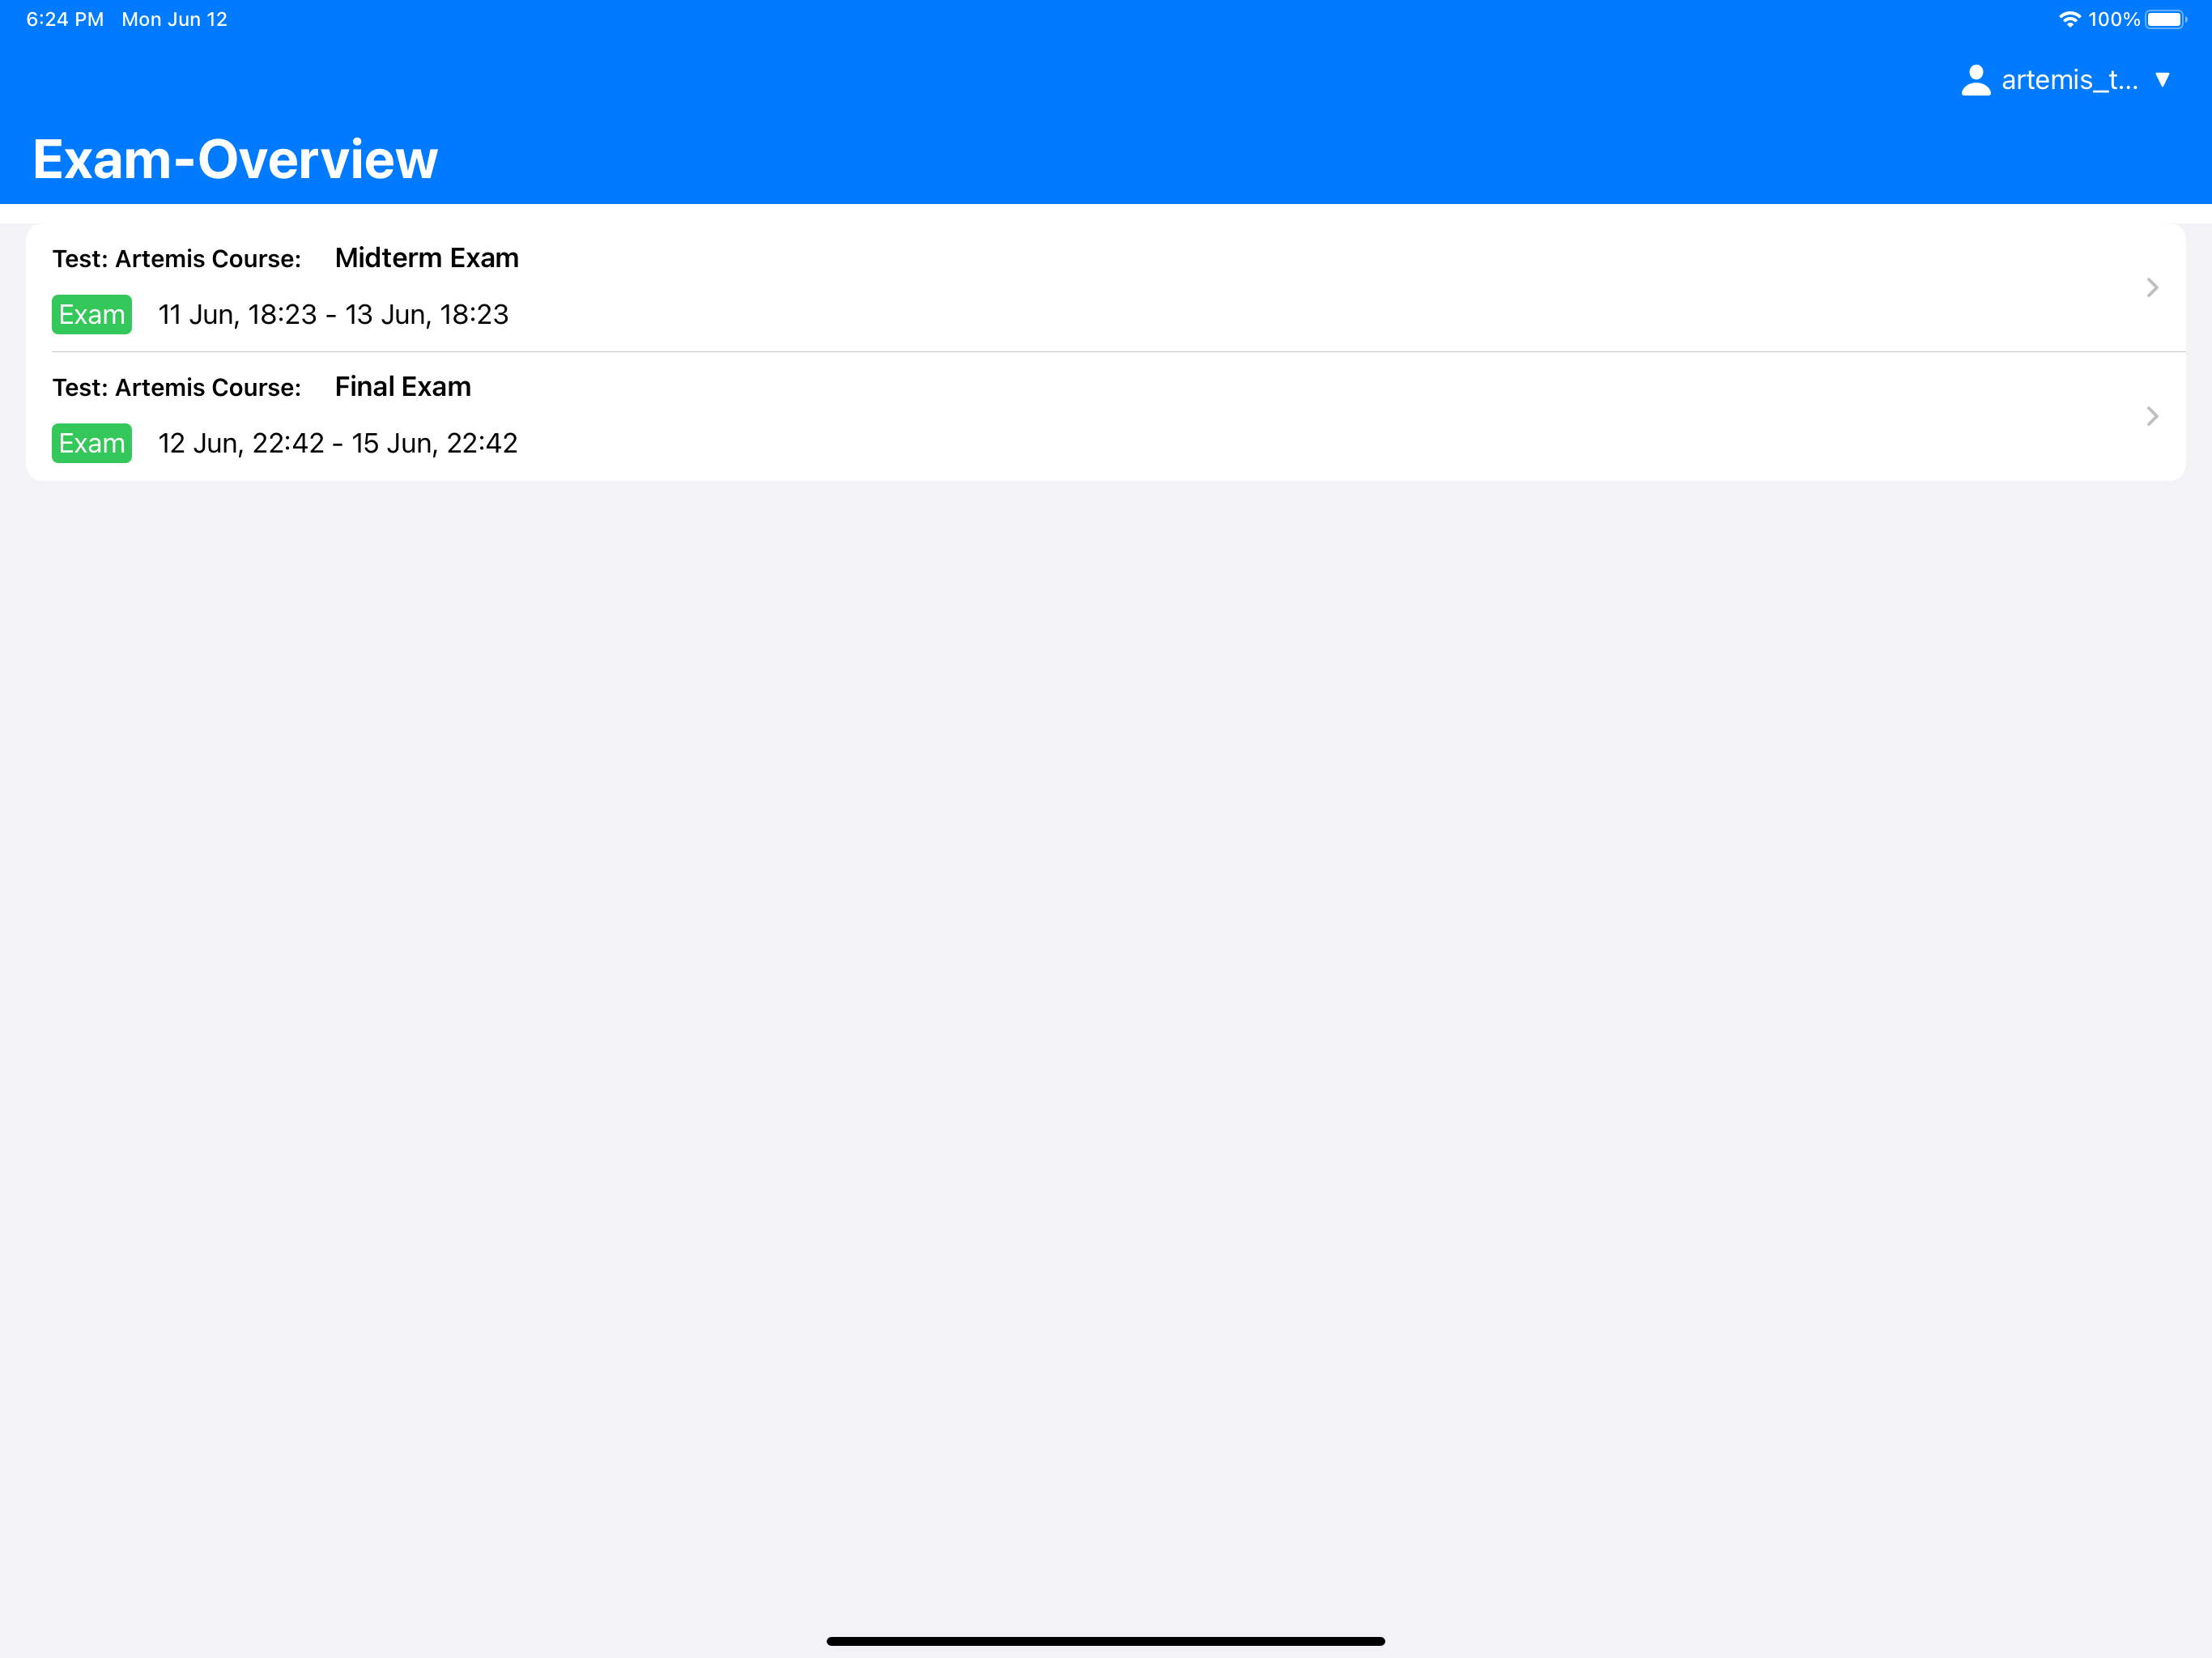 6:24 PM Mon Jun 12 100%
artemis_t... ▼
Exam-Overview
Test: Artemis Course: Midterm Exam
Exam 11 Jun, 18:23 - 13 Jun, 18:23
Test: Artemis Course: Final Exam
Exam 12 Jun, 22:42 - 15 Jun, 22:42